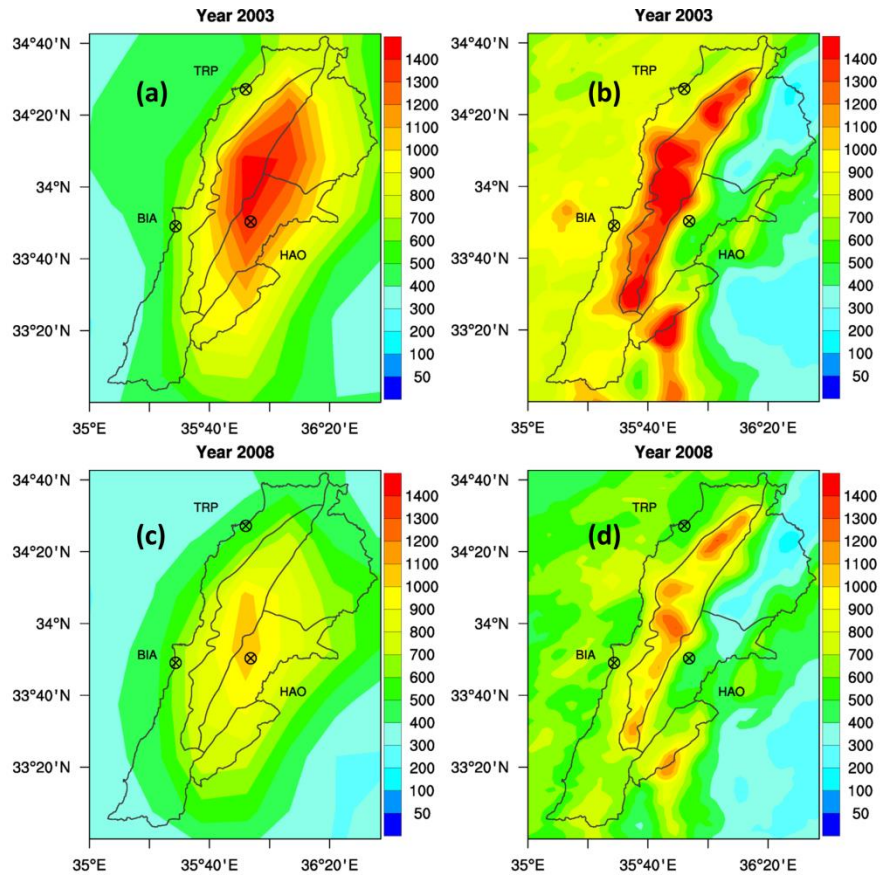 Year 2003
34°40'N
34°20'N
34°N
33°40'N
33°20'N
(a)
TRP
BIA
HAO
35°E
35°40'E
36°20'E
1400
1300
1200
1100
1000
900
800
700
600
500
400
300
200
100
50
Year 2003
34°40'N
34°20'N
34°N
33°40'N
33°20'N
(b)
TRP
BIA
HAO
35°E
35°40'E
36°20'E
1400
1300
1200
1100
1000
900
800
700
600
500
400
300
200
100
50
Year 2008
34°40'N
34°20'N
34°N
33°40'N
33°20'N
(c)
TRP
BIA
HAO
35°E
35°40'E
36°20'E
1400
1300
1200
1100
1000
900
800
700
600
500
400
300
200
100
50
Year 2008
34°40'N
34°20'N
34°N
33°40'N
33°20'N
(d)
TRP
BIA
HAO
35°E
35°40'E
36°20'E
1400
1300
1200
1100
1000
900
800
700
600
500
400
300
200
100
50